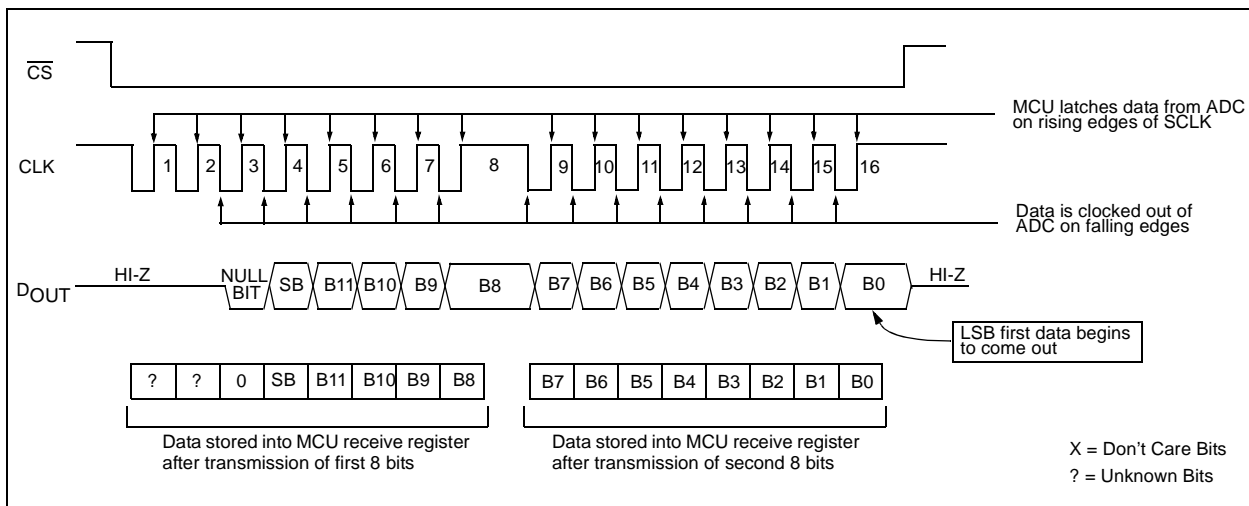 CS
MCU latches data from ADC
on rising edges of SCLK
CLK
1 2 3 4 5 6 7 8 9 10 11 12 13 14 15 16
Data is clocked out of
ADC on falling edges
DOUT
HI-Z
NULL
BIT
SB B11 B10 B9 B8 B7 B6 B5 B4 B3 B2 B1 B0
HI-Z
LSB first data begins
to come out
? ? 0 SB B11 B10 B9 B8
B7 B6 B5 B4 B3 B2 B1 B0
Data stored into MCU receive register
after transmission of first 8 bits
Data stored into MCU receive register
after transmission of second 8 bits
X = Don't Care Bits
? = Unknown Bits